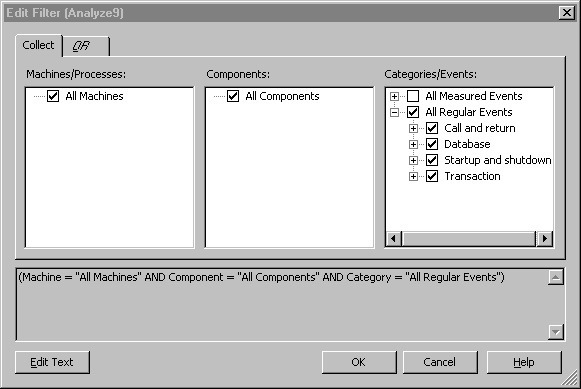 Edit Filter (Analyze9)
Collect OR
Machines/Processes: Components: Categories/Events:
All Machines
All Components
All Measured Events
All Regular Events
Call and return
Database
Startup and shutdown
Transaction
(Machine = "All Machines" AND Component = "All Components" AND Category = "All Regular Events")
Edit Text OK Cancel Help